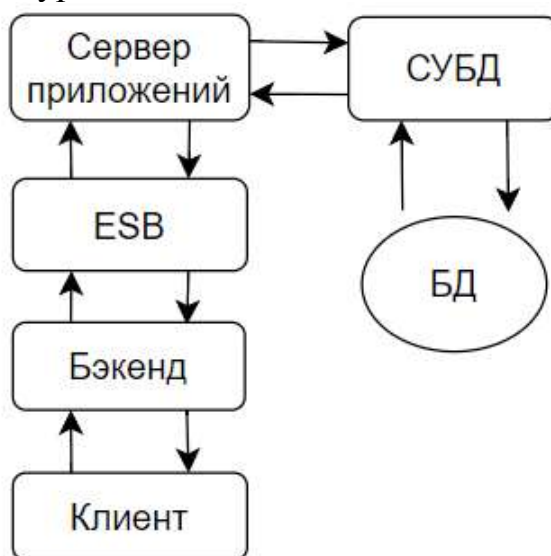 Сервер
приложений
СУБД
ESB
БД
Бэкенд
Клиент